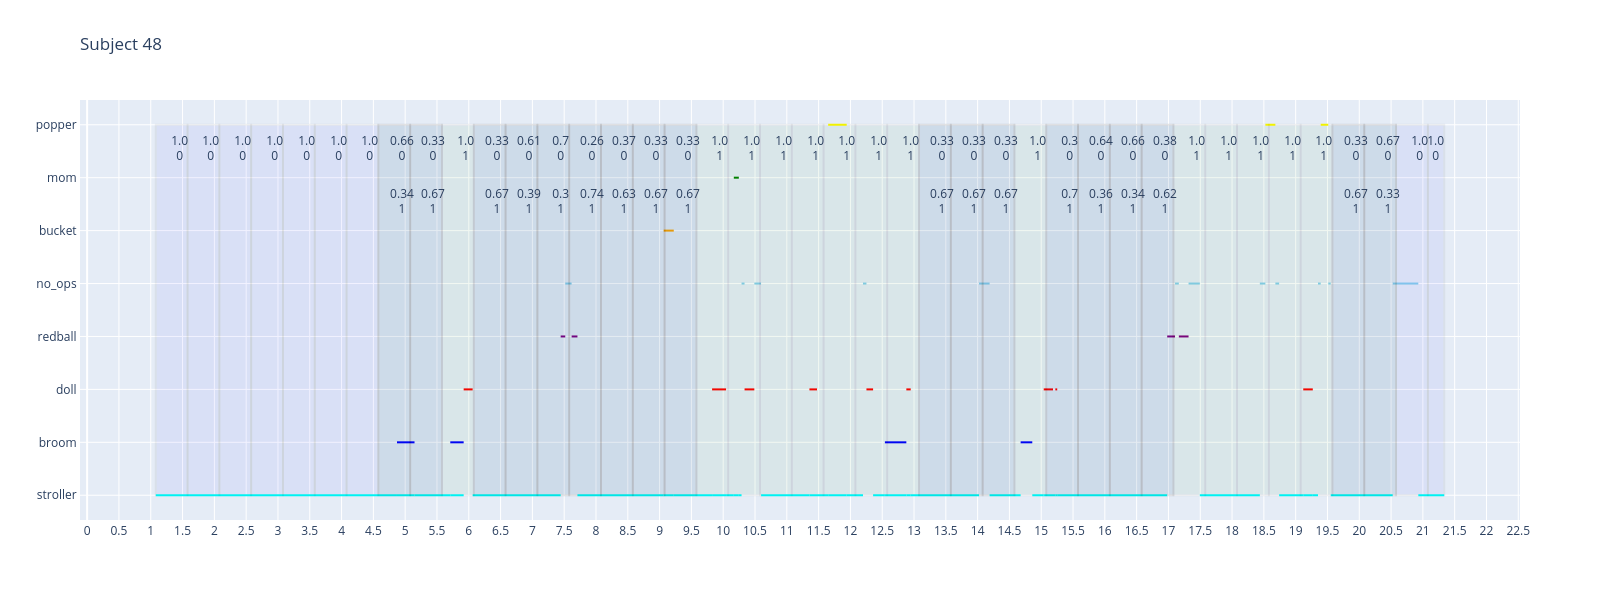 Subject 48
popper
1.0 1.0 1.0 1.0 1.0 1.0 1.0 0.66 0.33 1.0 0.33 0.61 0.7 0.26 0.37 0.33 0.33 1.0 1.0 1.0 1.0 1.0 1.0 1.0 0.33 0.33 0.33 1.0 0.3 0.64 0.66 0.38 1.0 1.0 1.0 1.0 1.0 0.33 0.67 1.0 1.0
0 0 0 0 0 0 0 0 0 1 0 0 0 0 0 0 0 1 1 1 1 1 1 1 0 0 0 1 0 0 0 0 1 1 1 1 1 0 0 0 0
mom
0.34 0.67 0.67 0.39 0.3 0.74 0.63 0.67 0.67 0.67 0.67 0.67 0.7 0.36 0.34 0.62 0.67 0.33
1 1 1 1 1 1 1 1 1 1 1 1 1 1 1 1 1 1
bucket
no_ops
redball
doll
broom
stroller
0 0.5 1 1.5 2 2.5 3 3.5 4 4.5 5 5.5 6 6.5 7 7.5 8 8.5 9 9.5 10 10.5 11 11.5 12 12.5 13 13.5 14 14.5 15 15.5 16 16.5 17 17.5 18 18.5 19 19.5 20 20.5 21 21.5 22 22.5